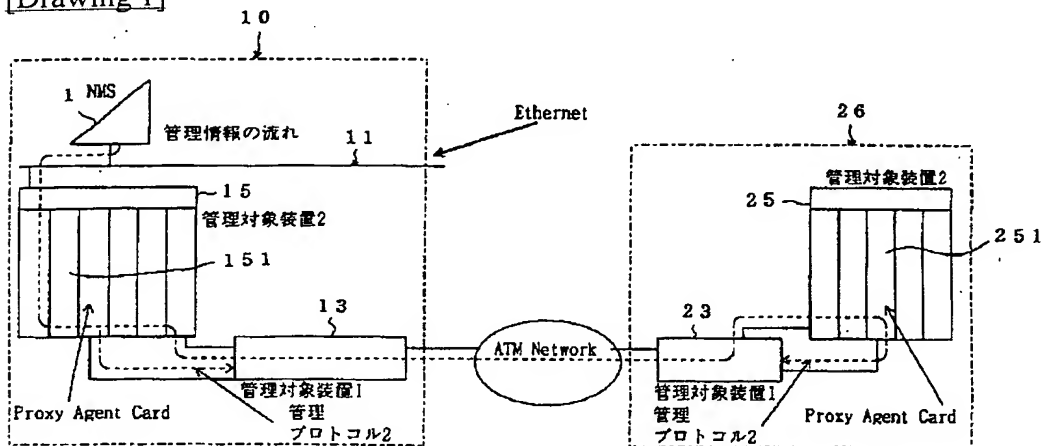 [Drawing 1]
10
1 NMS
管理情報の流れ
11
Ethernet
26
15
管理対象装置2
151
管理対象装置2
25
251
13
23
ATM Network
管理対象装置1
管理
プロトコル2
Proxy Agent Card
管理対象装置1
管理
プロトコル2
Proxy Agent Card